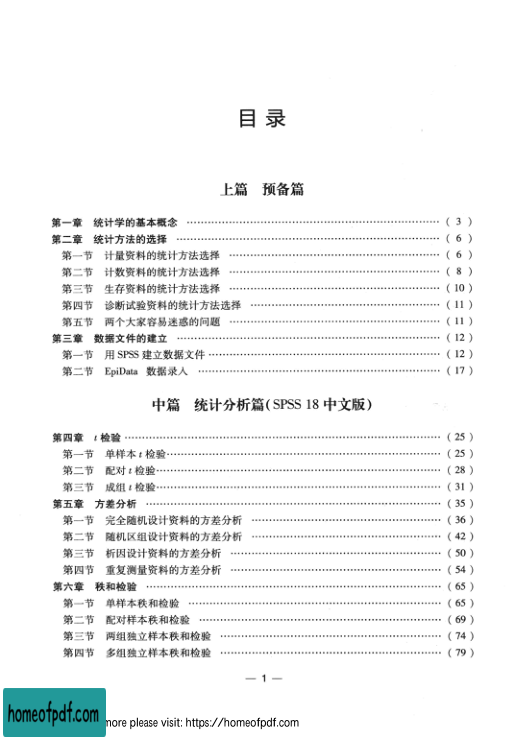 目 录
上篇 预备篇
第一章 统计学的基本概念 ……………………………………………………… ( 3 )
第二章 统计方法的选择 ……………………………………………………… ( 6 )
第一节 计量资料的统计方法选择 ……………………………………………… ( 6 )
第二节 计数资料的统计方法选择 ……………………………………………… ( 8 )
第三节 生存资料的统计方法选择 ……………………………………………… ( 10 )
第四节 诊断试验资料的统计方法选择 ………………………………………… ( 11 )
第五节 两个大家容易迷惑的问题 ……………………………………………… ( 11 )
第三章 数据文件的建立 ……………………………………………………… ( 12 )
第一节 用 SPSS 建立数据文件 ………………………………………………… ( 12 )
第二节 EpiData 数据录入 ……………………………………………………… ( 17 )
中篇 统计分析篇(SPSS 18 中文版)
第四章 t 检验 ………………………………………………………………… ( 25 )
第一节 单样本 t 检验 ………………………………………………………… ( 25 )
第二节 配对 t 检验 …………………………………………………………… ( 28 )
第三节 成组 t 检验 …………………………………………………………… ( 31 )
第五章 方差分析 ……………………………………………………………… ( 35 )
第一节 完全随机设计资料的方差分析 ………………………………………… ( 36 )
第二节 随机区组设计资料的方差分析 ………………………………………… ( 42 )
第三节 析因设计资料的方差分析 ……………………………………………… ( 50 )
第四节 重复测量资料的方差分析 ……………………………………………… ( 54 )
第六章 秩和检验 ……………………………………………………………… ( 65 )
第一节 单样本秩和检验 ……………………………………………………… ( 65 )
第二节 配对样本秩和检验 …………………………………………………… ( 69 )
第三节 两组独立样本秩和检验 ………………………………………………… ( 74 )
第四节 多组独立样本秩和检验 ………………………………………………… ( 79 )
— 1 —
homeofpdf.com
more please visit: https://homeofpdf.com